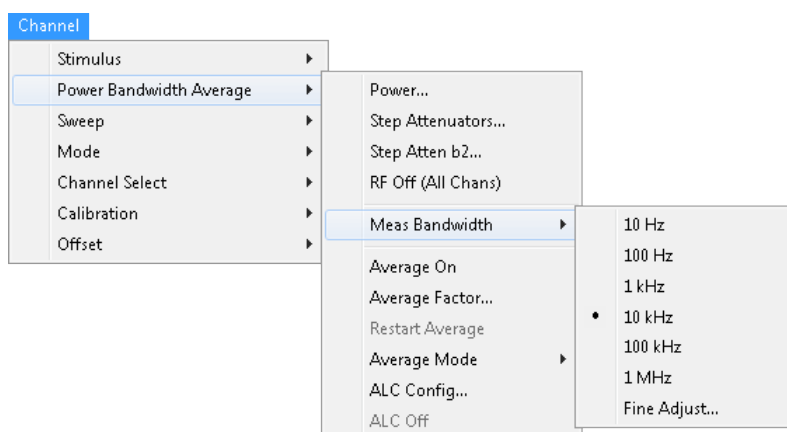 Channel
Stimulus
Power Bandwidth Average
Sweep
Mode
Channel Select
Calibration
Offset
Power...
Step Attenuators...
Step Atten b2...
RF Off (All Chans)
Meas Bandwidth
Average On
Average Factor...
Restart Average
Average Mode
ALC Config...
ALC Off
10 Hz
100 Hz
1 kHz
10 kHz
100 kHz
1 MHz
Fine Adjust...